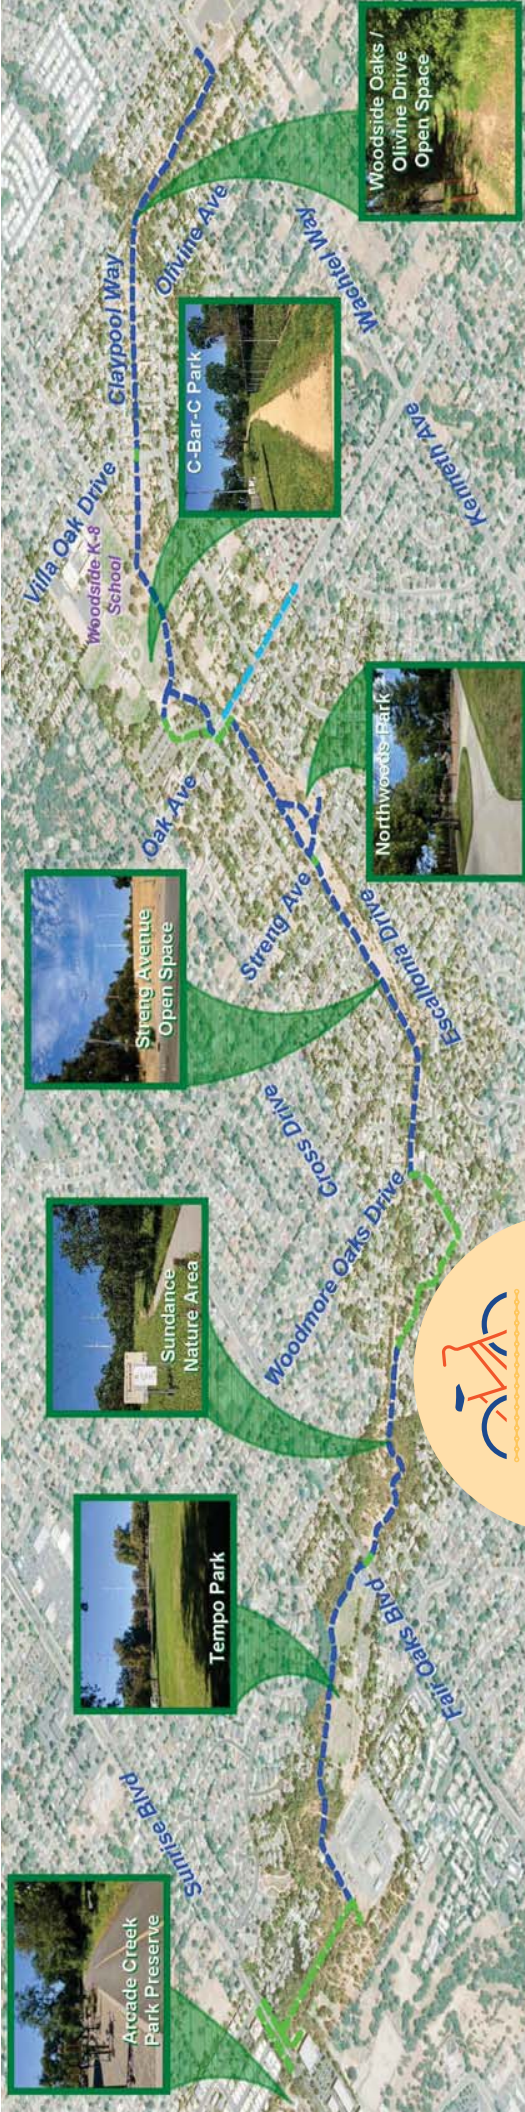 Arcade Creek
Park Preserve
Sunrise Blvd
Tempo Park
Fair Oaks Blvd
Sundance
Nature Area
Woodmore Oaks Drive
Cross Drive
Streng Avenue
Open Space
Escallonia Drive
Streng Ave
Northwoods Park
Oak Ave
Woodside K-8
School
Villa Oak Drive
C-Bar-C Park
Kenneth Ave
Claypool Way
Wachtel Way
Olivine Ave
Woodside Oaks /
Olivine Drive
Open Space